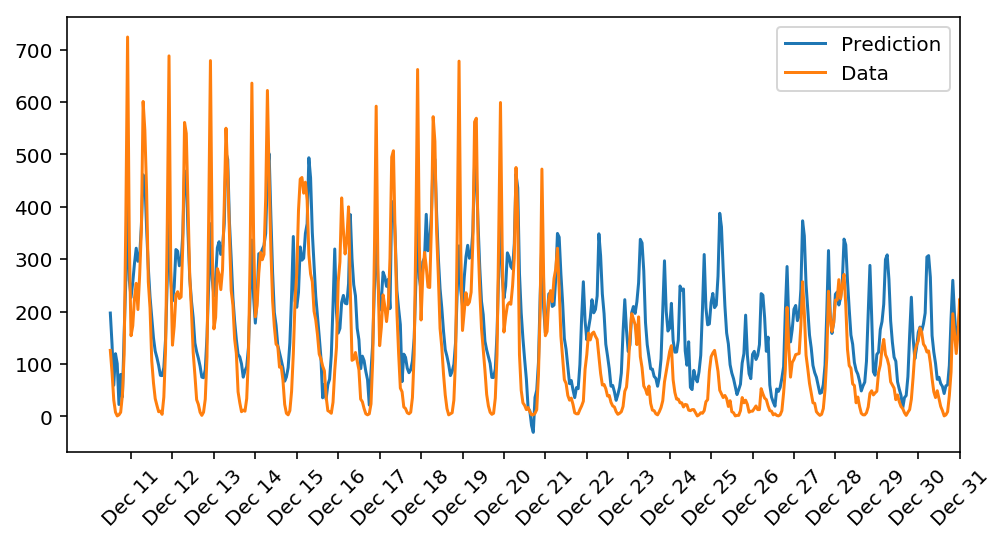 Prediction
Data
700
600
500
400
300
200
100
0
Dec 11
Dec 12
Dec 13
Dec 14
Dec 15
Dec 16
Dec 17
Dec 18
Dec 19
Dec 20
Dec 21
Dec 22
Dec 23
Dec 24
Dec 25
Dec 26
Dec 27
Dec 28
Dec 29
Dec 30
Dec 31